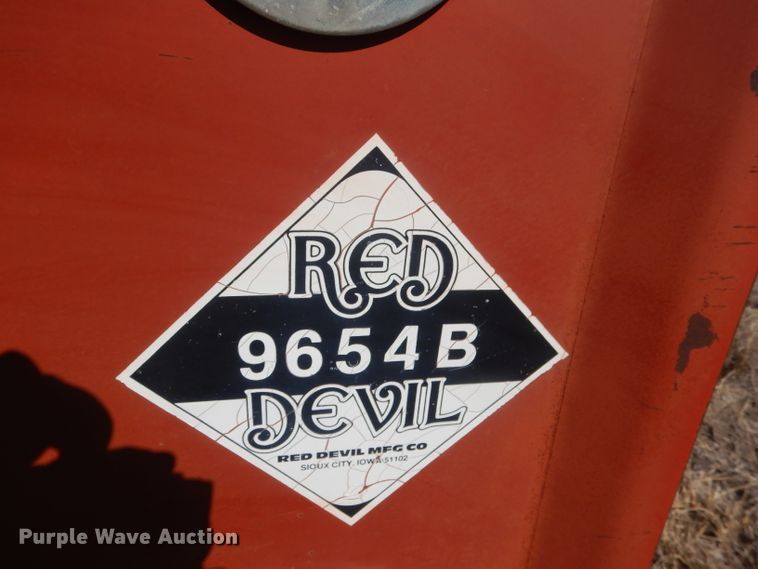 RED
9654B
DEVIL
RED DEVIL MFG CO
SIOUX CITY, IOWA 51102
Purple Wave Auction